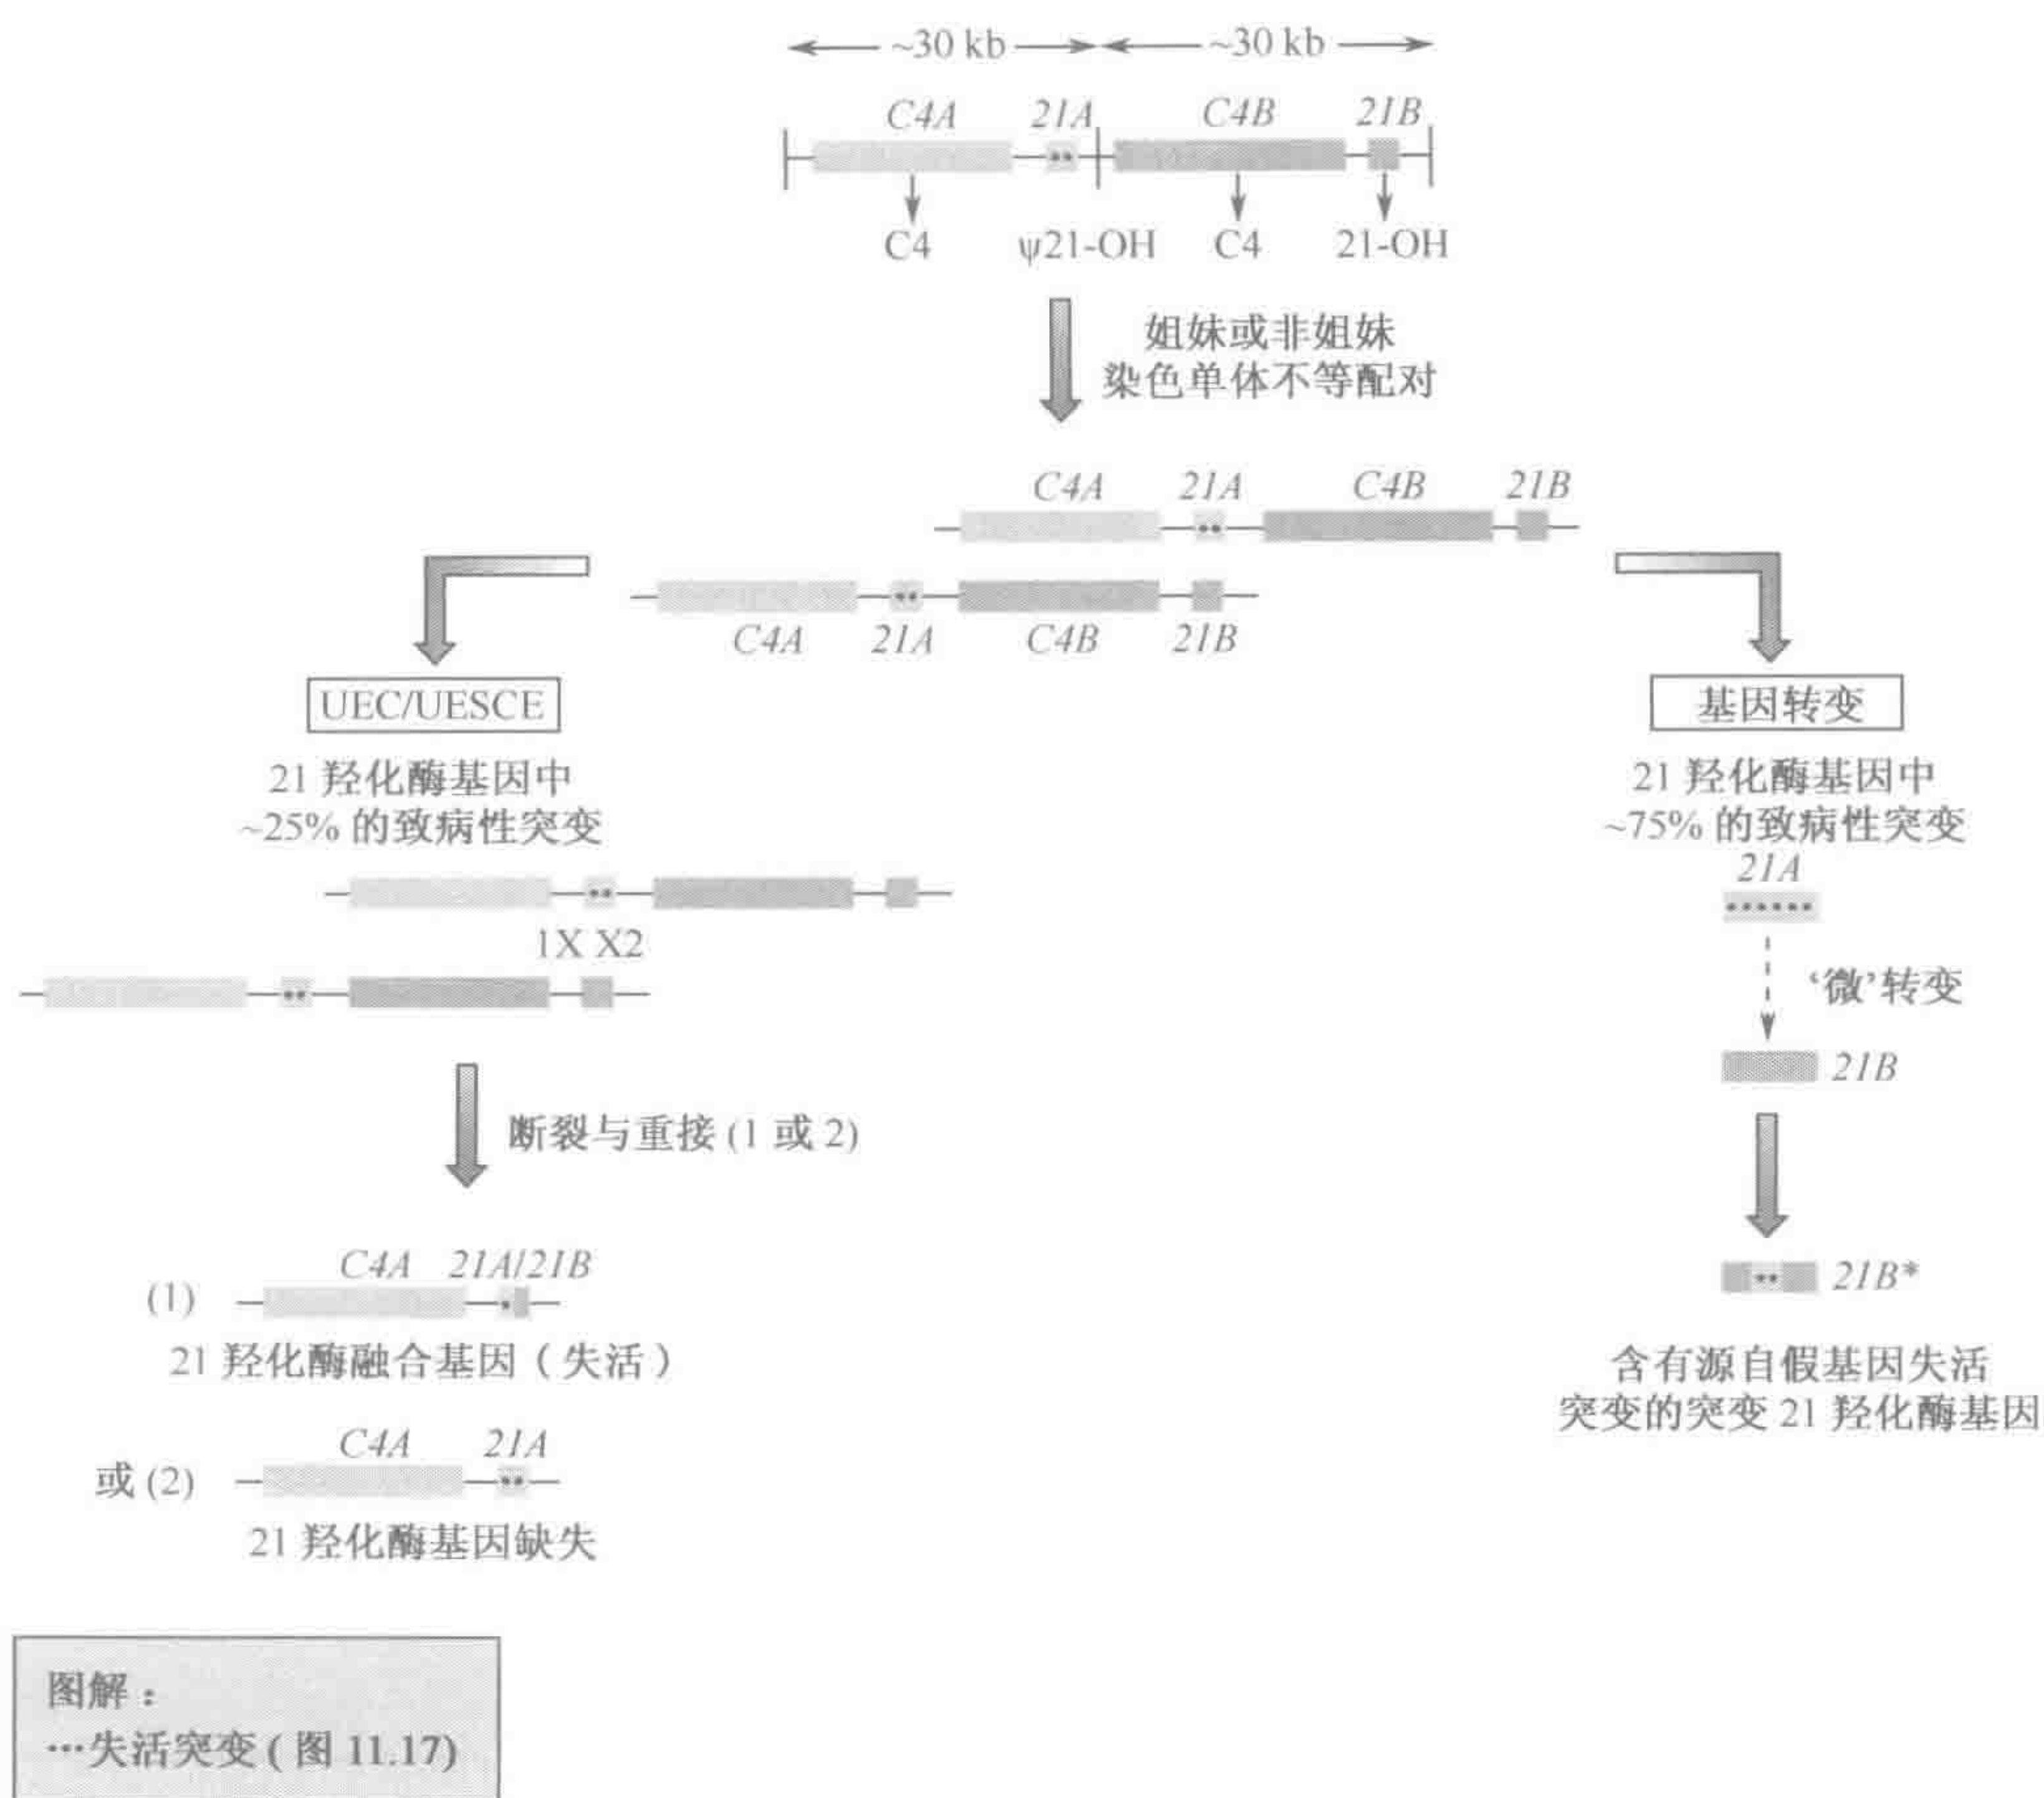 ~30 kb ~30 kb
C4A 21A C4B 21B
C4 ψ21-OH C4 21-OH
姐妹或非姐妹
染色单体不等配对
C4A 21A C4B 21B
C4A 21A C4B 21B
UEC/UESCE
21 羟化酶基因中
~25% 的致病性突变
1X X2
断裂与重接 (1 或 2)
C4A 21A/21B
(1)
21 羟化酶融合基因（失活）
C4A 21A
或 (2)
21 羟化酶基因缺失
基因转变
21 羟化酶基因中
~75% 的致病性突变
21A
‘微’转变
21B
21B*
含有源自假基因失活
突变的突变 21 羟化酶基因
图解：
···失活突变 ( 图 11.17)